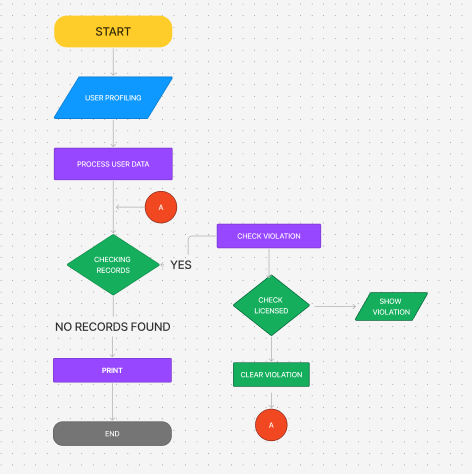 START
USER PROFILING
PROCESS USER DATA
A
CHECKING
RECORDS
YES
CHECK VIOLATION
CHECK
LICENSED
SHOW
VIOLATION
NO RECORDS FOUND
PRINT
CLEAR VIOLATION
A
END